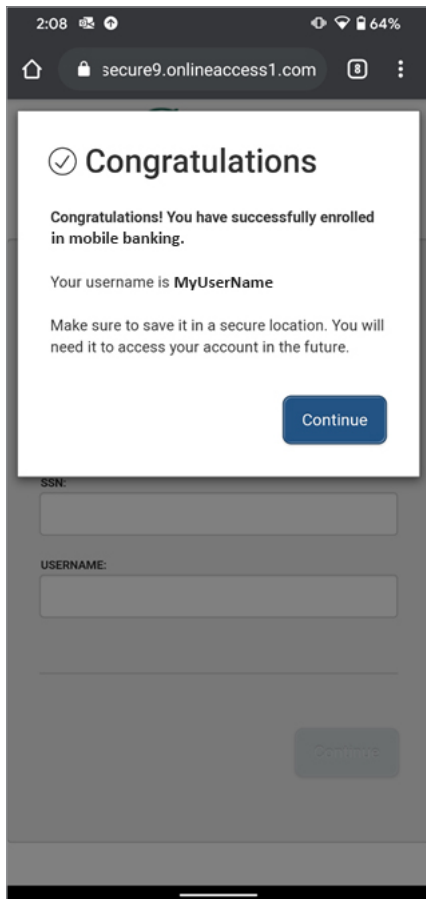 2:08 64%
secure9.onlineaccess1.com 8
Congratulations
Congratulations! You have successfully enrolled
in mobile banking.
Your username is MyUserName
Make sure to save it in a secure location. You will
need it to access your account in the future.
Continue
SSN:
USERNAME:
Continue